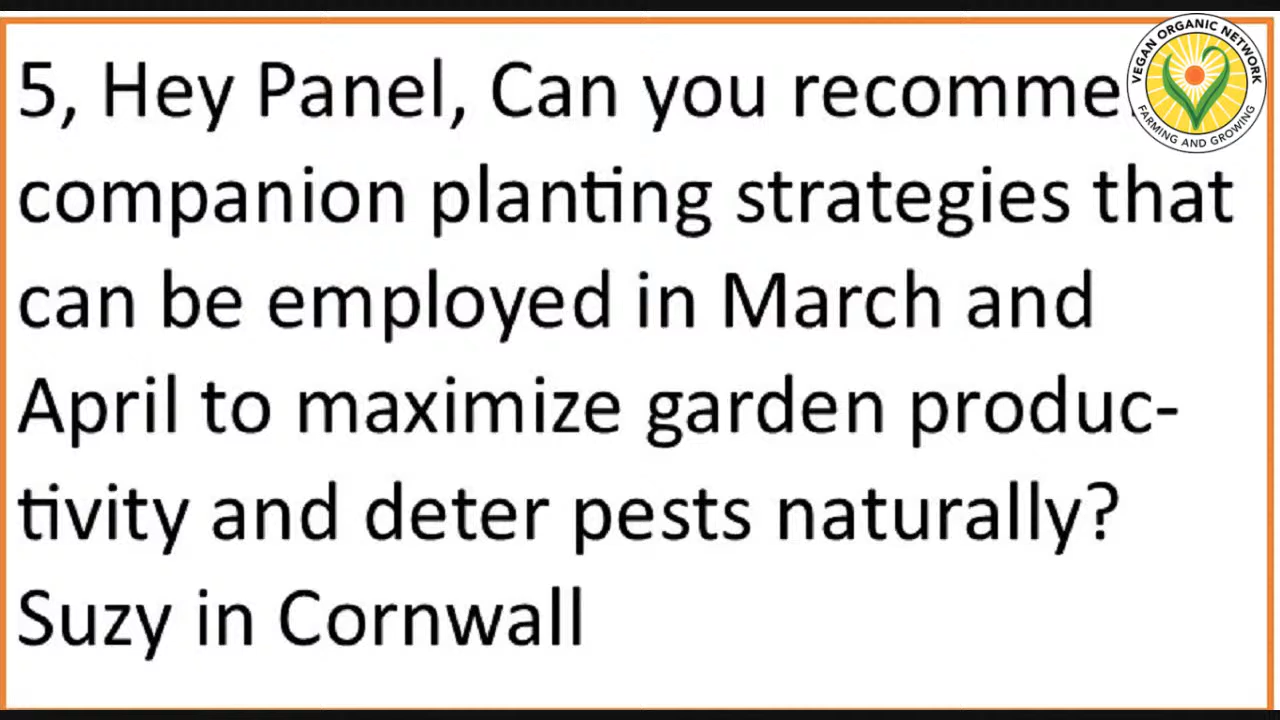 5, Hey Panel, Can you recomme
companion planting strategies that
can be employed in March and
April to maximize garden produc-
tivity and deter pests naturally?
Suzy in Cornwall
VEGAN ORGANIC NETWORK
FARMING AND GROWING